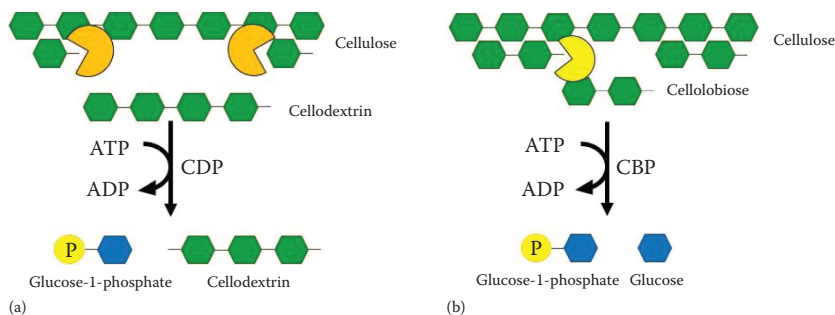 Cellulose
Cellodextrin
ATP
CDP
ADP
P
Glucose-1-phosphate
Cellodextrin
(a)
Cellulose
Cellolobiose
ATP
CBP
ADP
P
Glucose-1-phosphate Glucose
(b)